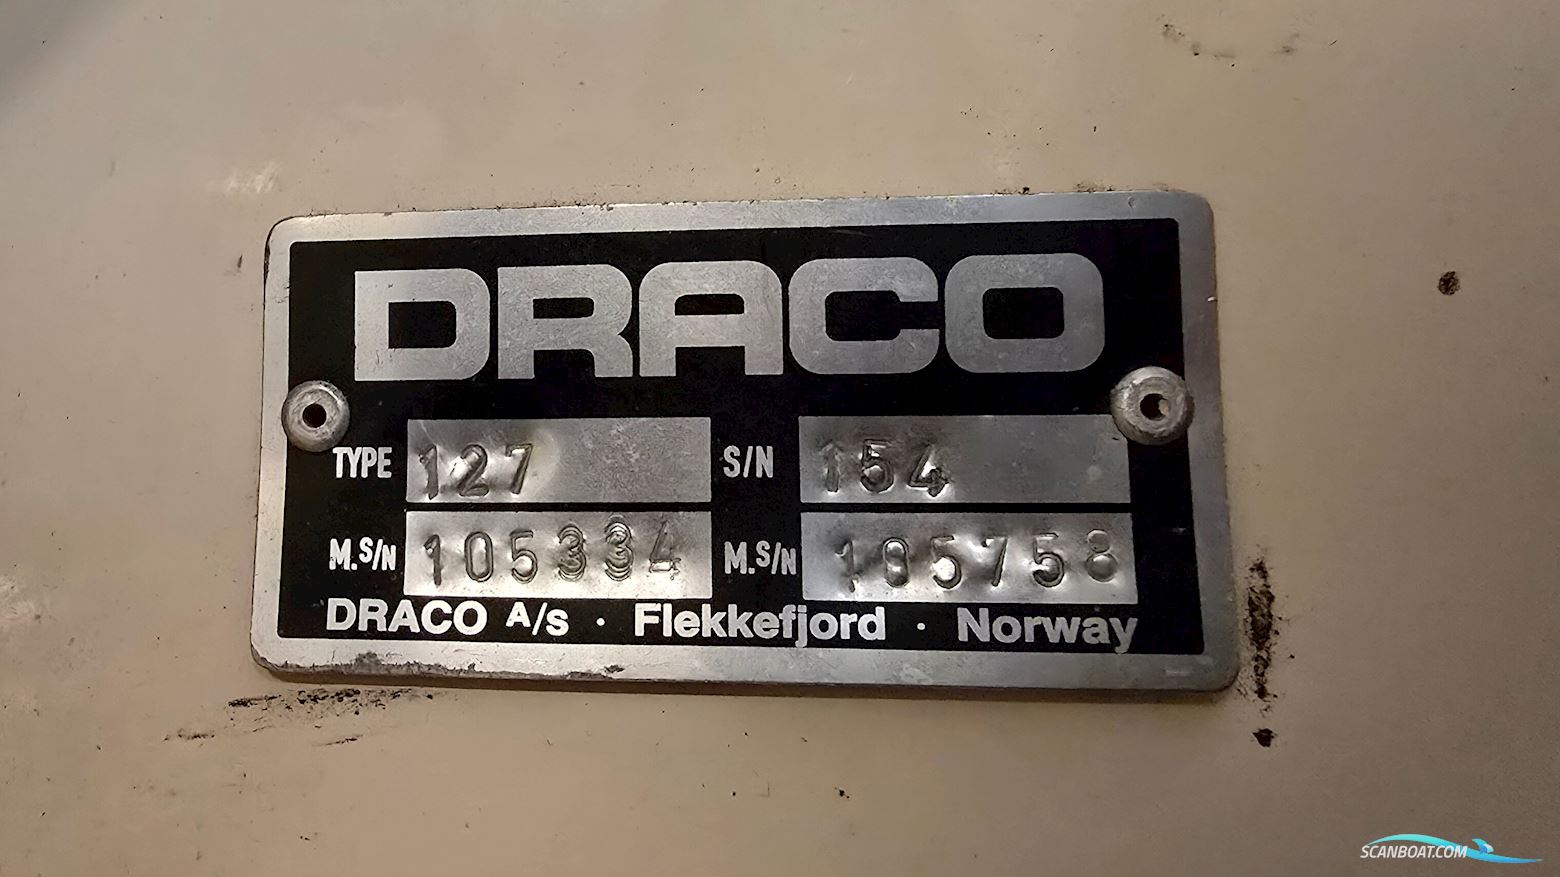 DRACO
TYPE 127 S/N 154
M.S/N 105334 M.S/N 105758
DRACO A/s · Flekkefjord · Norway
SCANBOAT.COM